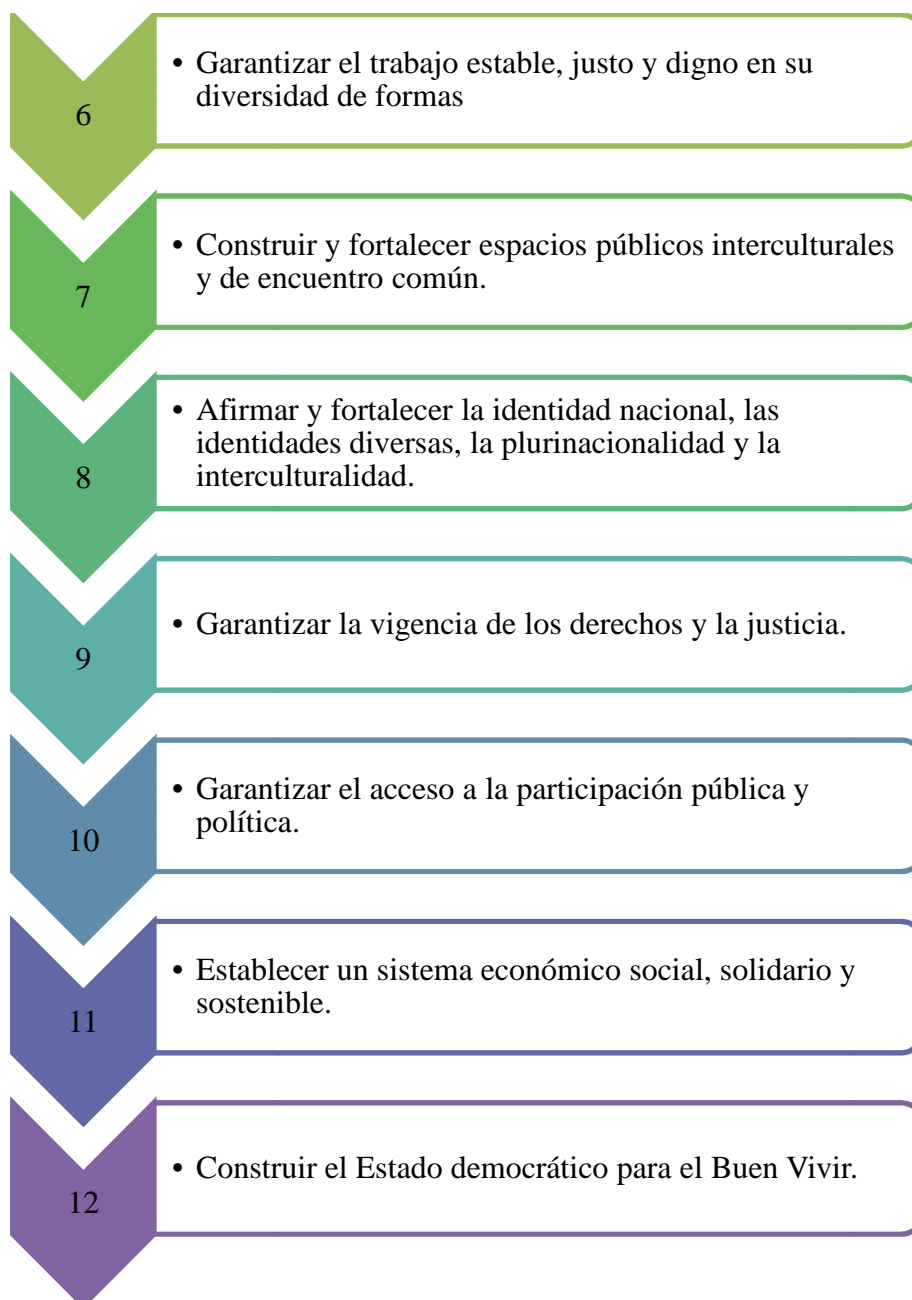 6
• Garantizar el trabajo estable, justo y digno en su
diversidad de formas
7
• Construir y fortalecer espacios públicos interculturales
y de encuentro común.
8
• Afirmar y fortalecer la identidad nacional, las
identidades diversas, la plurinacionalidad y la
interculturalidad.
9
• Garantizar la vigencia de los derechos y la justicia.
10
• Garantizar el acceso a la participación pública y
política.
11
• Establecer un sistema económico social, solidario y
sostenible.
12
• Construir el Estado democrático para el Buen Vivir.